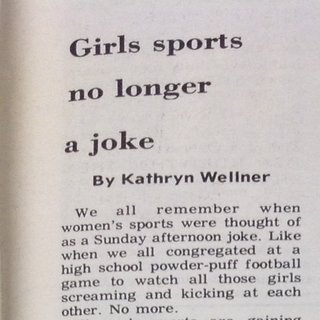 Girls sports
no longer
a joke
By Kathryn Wellner
We all remember when
women's sports were thought of
as a Sunday afternoon joke. Like
when we all congregated at a
high school powder-puff football
game to watch all those girls
screaming and kicking at each
other. No more.